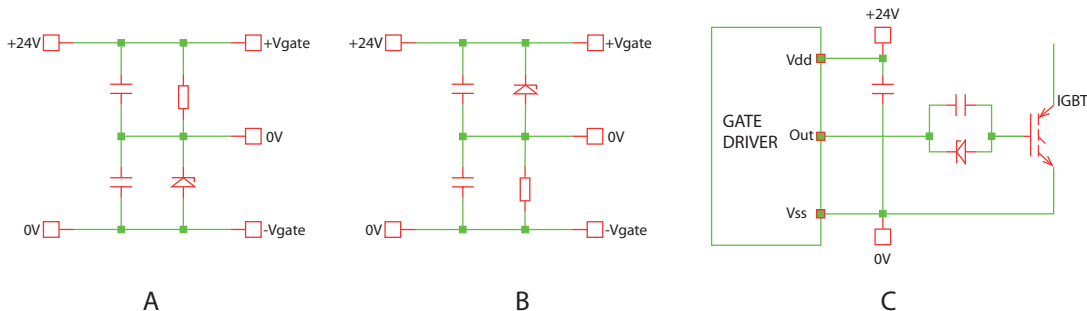 +24V
+Vgate
0V
0V
-Vgate
A
+24V
+Vgate
0V
0V
-Vgate
B
+24V
Vdd
GATE
DRIVER
Out
IGBT
Vss
0V
C